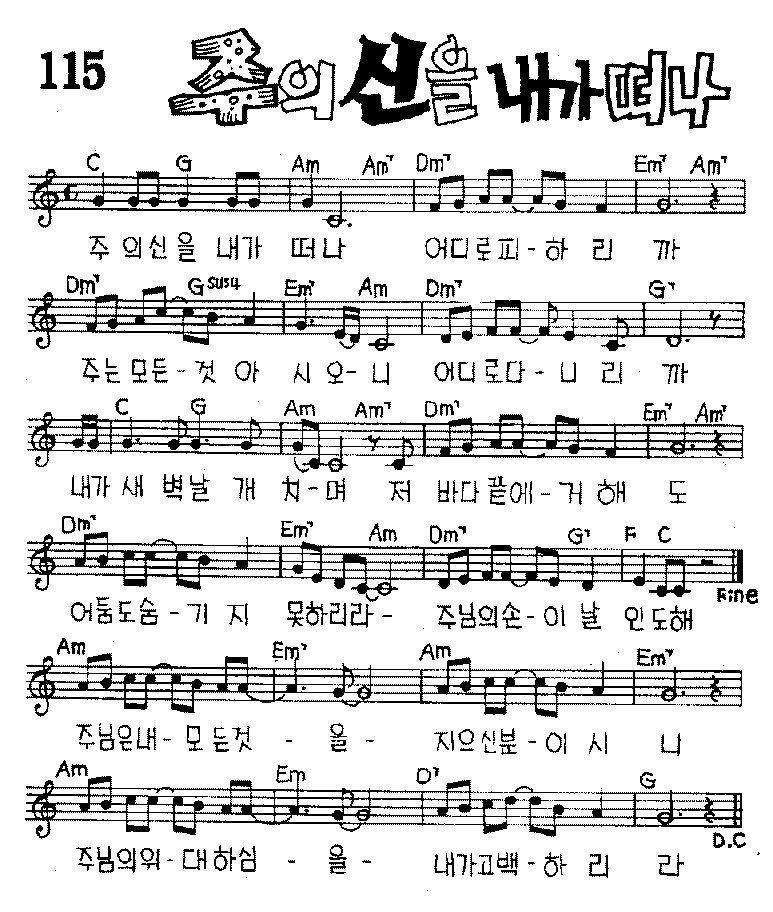 115 주의 신을 내가 떠나
C G Am Am7 Dm7 Em7 Am7
주 의 신 을 내 가 떠 나 어 디 로 피 - 하 리 까
Dm7 Gsus4 Em7 Am Dm7 G7
주 는 모 든 - 것 아 시 오 - 니 어 디 로 다 - 니 리 까
C G Am Am7 Dm7 Em7 Am7
내 가 새 벽 날 개 치 - 며 저 바 다 끝 에 - 거 해 도
Dm7 Em7 Am Dm7 G7 F C
Fine
어 둠 도 숨 - 기 지 못 하 리 라 - 주 님 의 손 - 이 날 인 도 해
Am Em7 Am Em7
주 님 은 내 - 모 든 것 - 을 - 지 으 신 분 - 이 시 니
Am Em D7 G
D.C
주 님 의 위 - 대 하 심 - 을 - 내 가 고 백 - 하 리 라